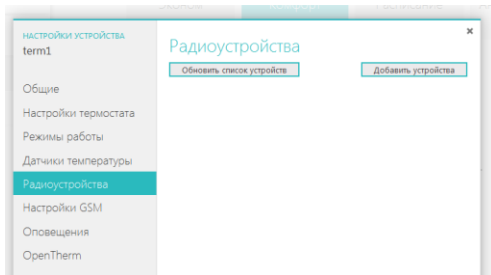 НАСТРОЙКИ УСТРОЙСТВА
term1
Общие
Настройки термостата
Режимы работы
Датчики температуры
Радиоустройства
Настройки GSM
Оповещения
OpenTherm
Радиоустройства
Обновить список устройств
Добавить устройства